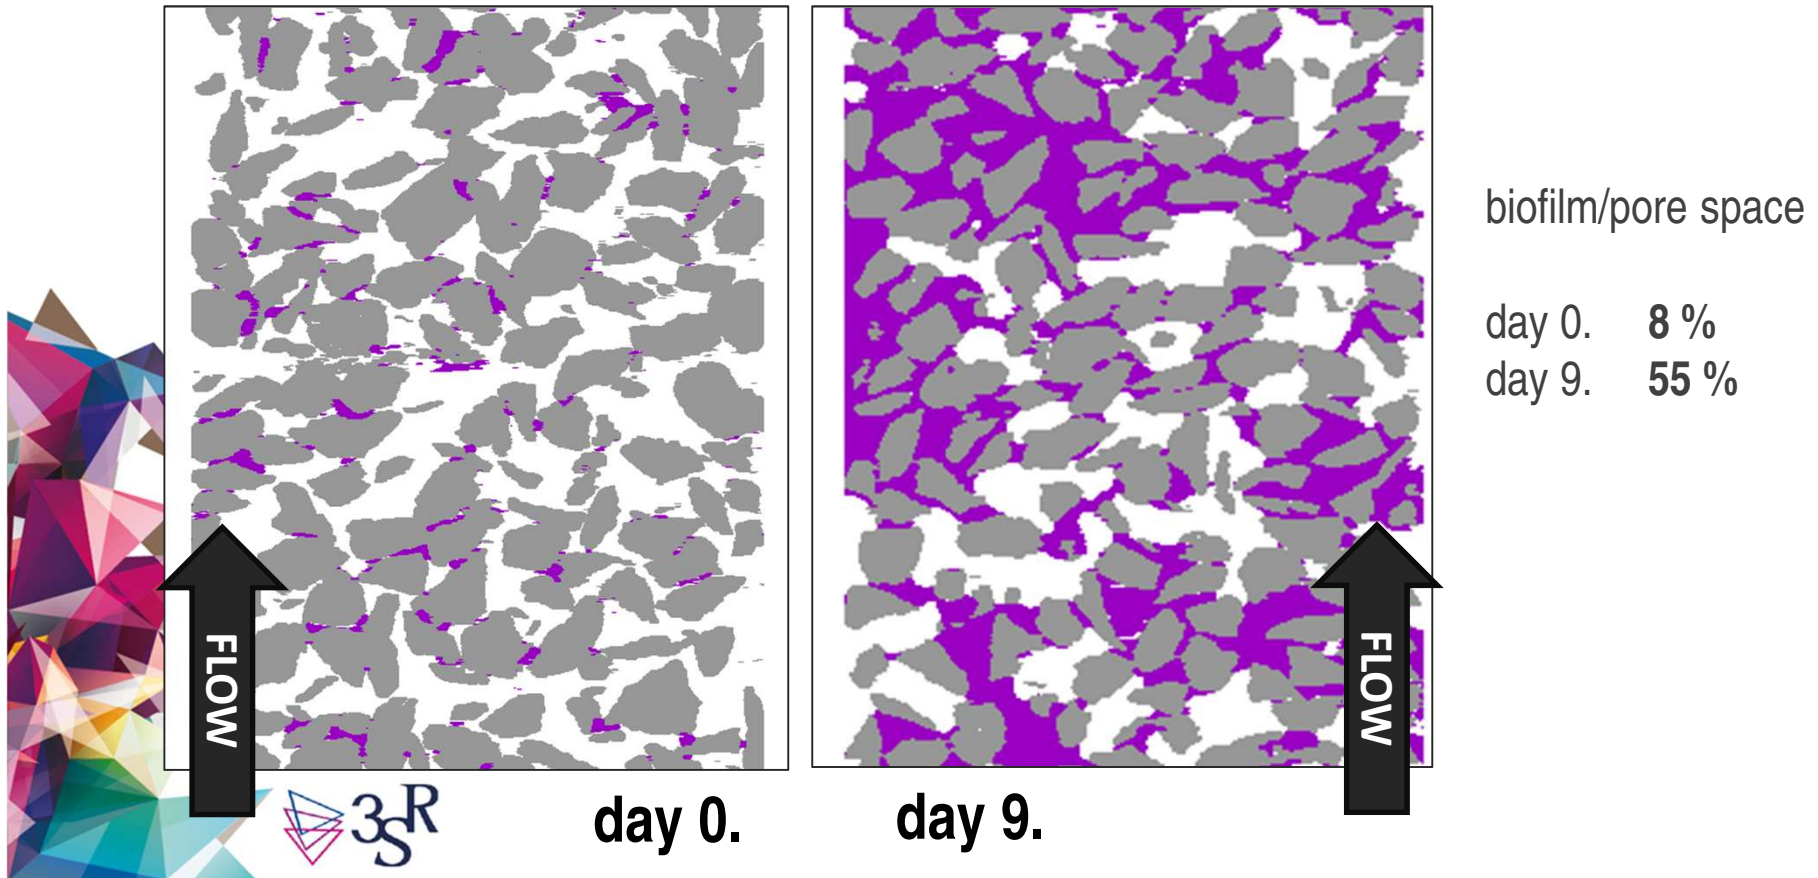 biofilm/pore space
day 0. 8 %
day 9. 55 %
FLOW
FLOW
3SR
day 0.
day 9.